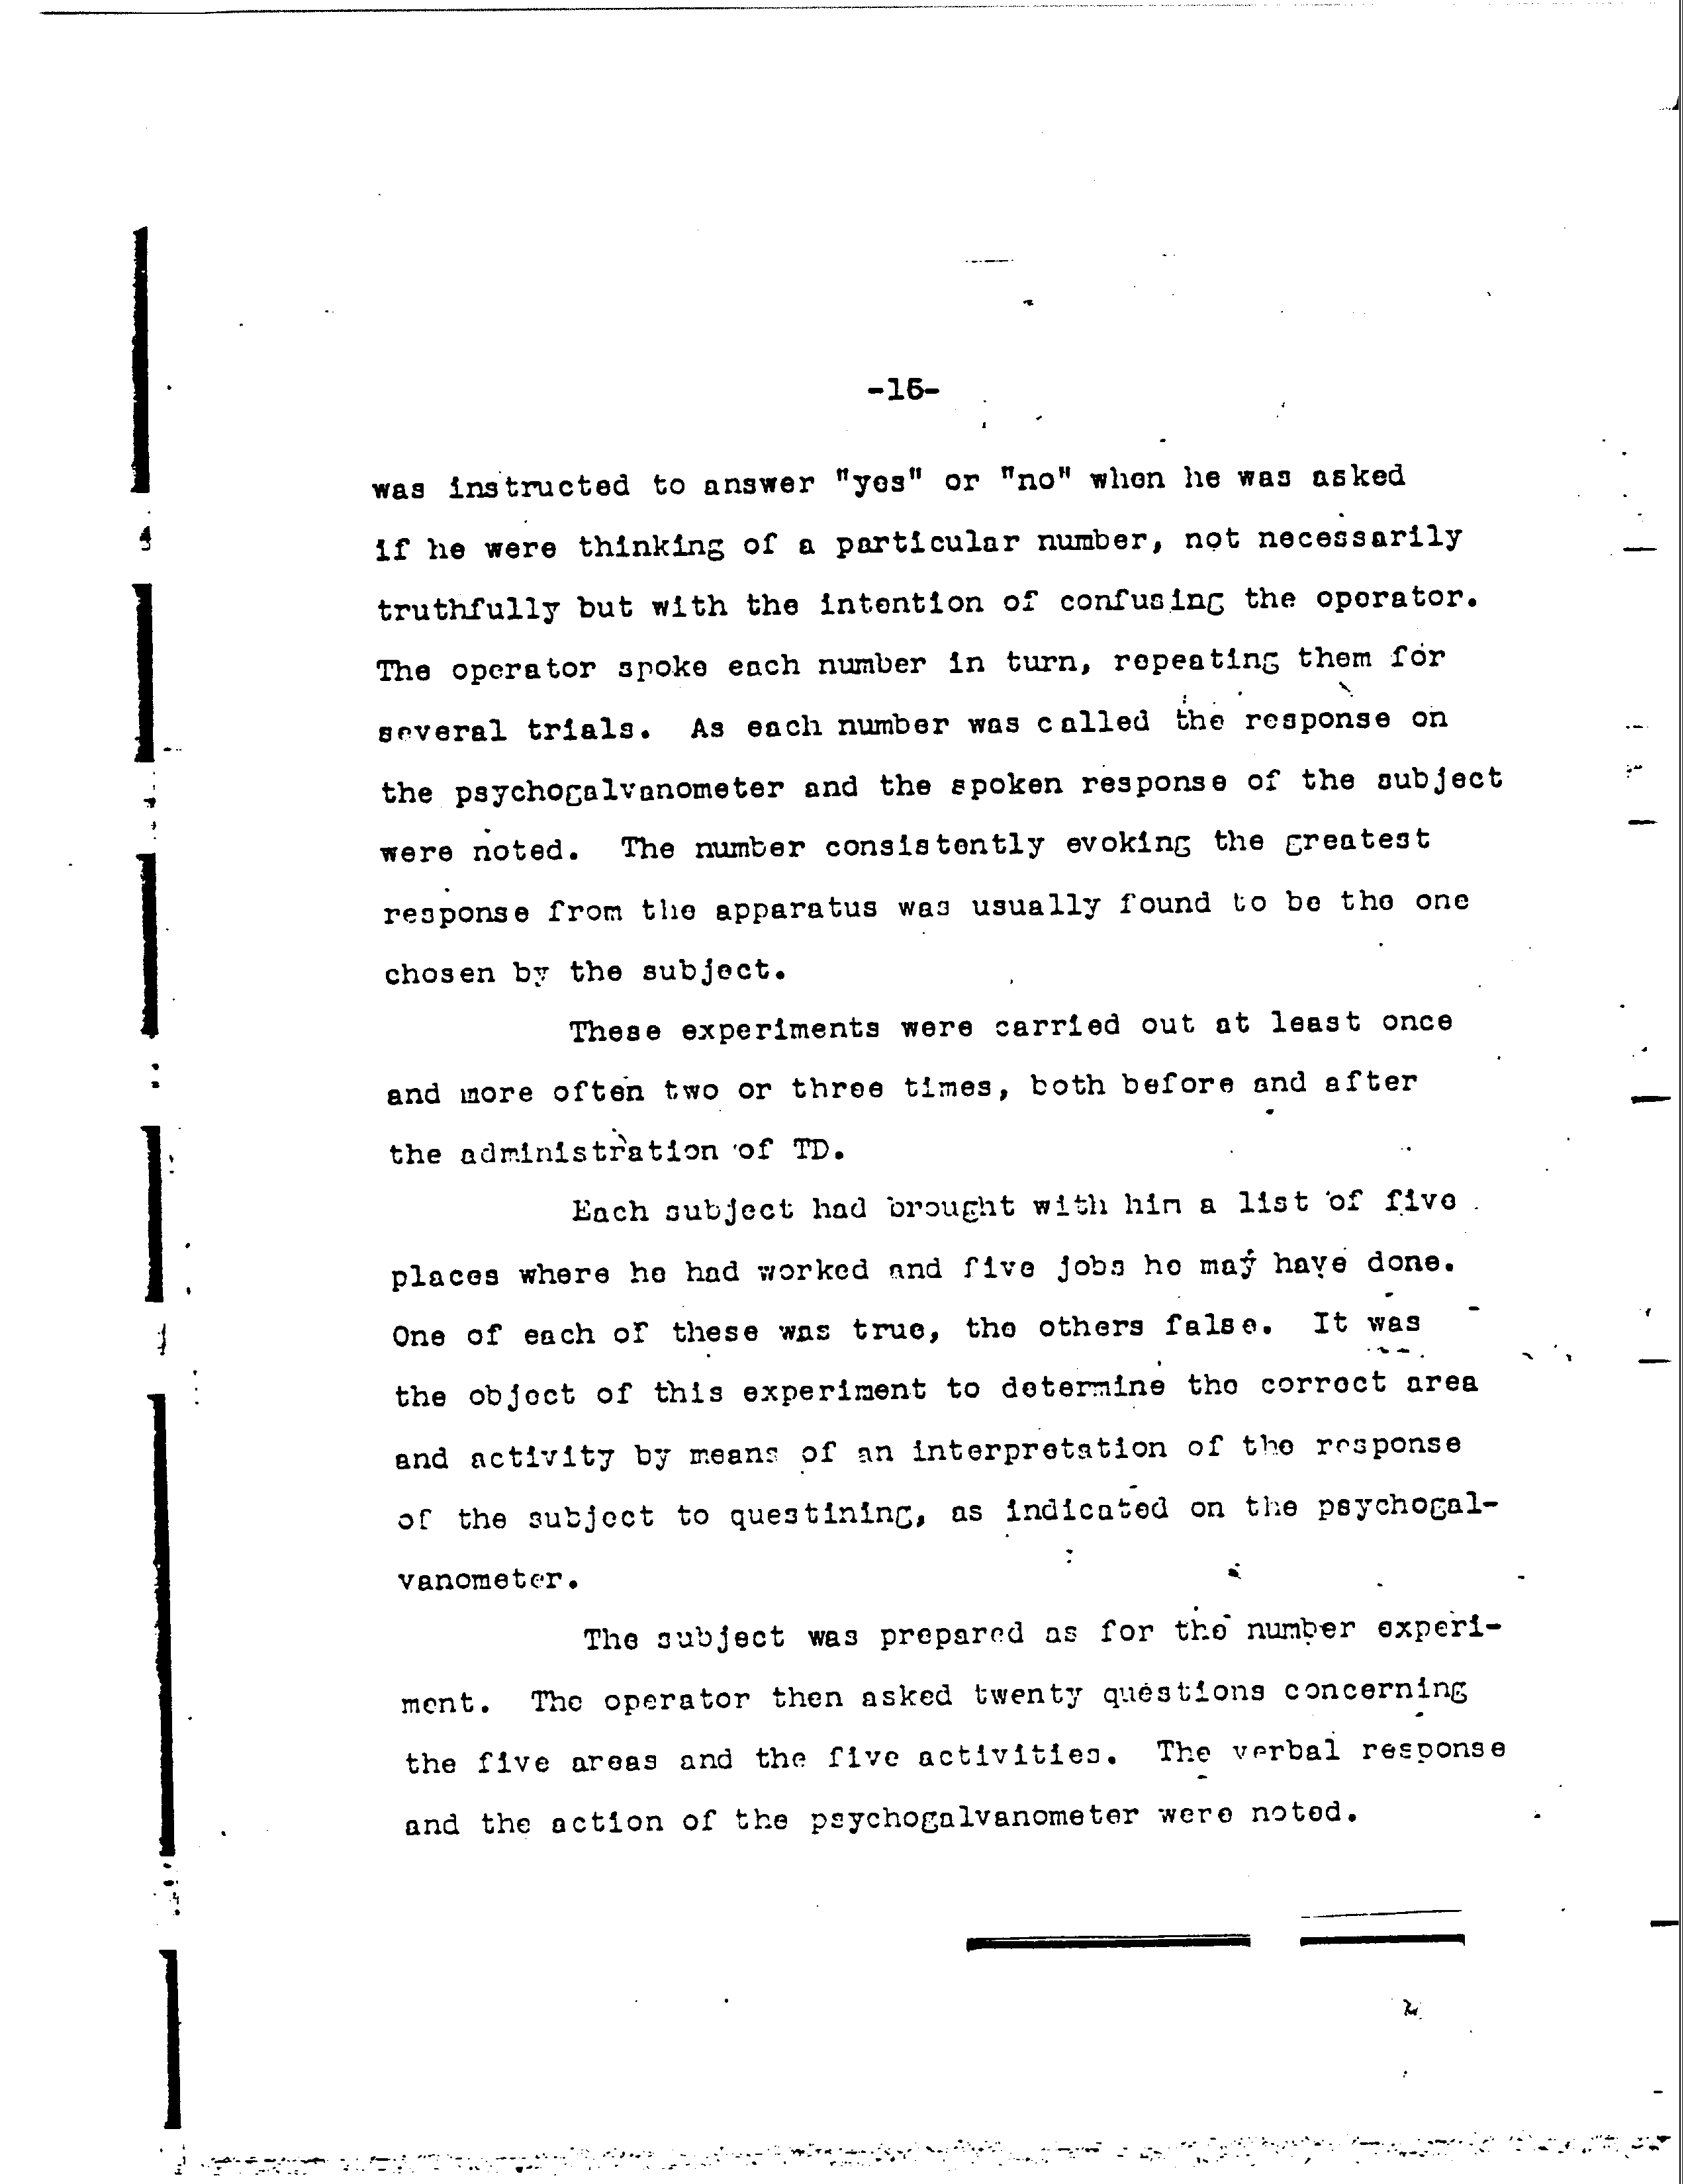 -16-
was instructed to answer "yes" or "no" when he was asked
if he were thinking of a particular number, not necessarily
truthfully but with the intention of confusing the operator.
The operator spoke each number in turn, repeating them for
several trials. As each number was called the response on
the psychogalvanometer and the spoken response of the subject
were noted. The number consistently evoking the greatest
response from the apparatus was usually found to be the one
chosen by the subject.
These experiments were carried out at least once
and more often two or three times, both before and after
the administration of TD.
Each subject had brought with him a list of five
places where he had worked and five jobs he may have done.
One of each of these was true, the others false. It was
the object of this experiment to determine the correct area
and activity by means of an interpretation of the response
of the subject to questining, as indicated on the psychogal-
vanometer.
The subject was prepared as for the number experi-
ment. The operator then asked twenty questions concerning
the five areas and the five activities. The verbal response
and the action of the psychogalvanometer were noted.